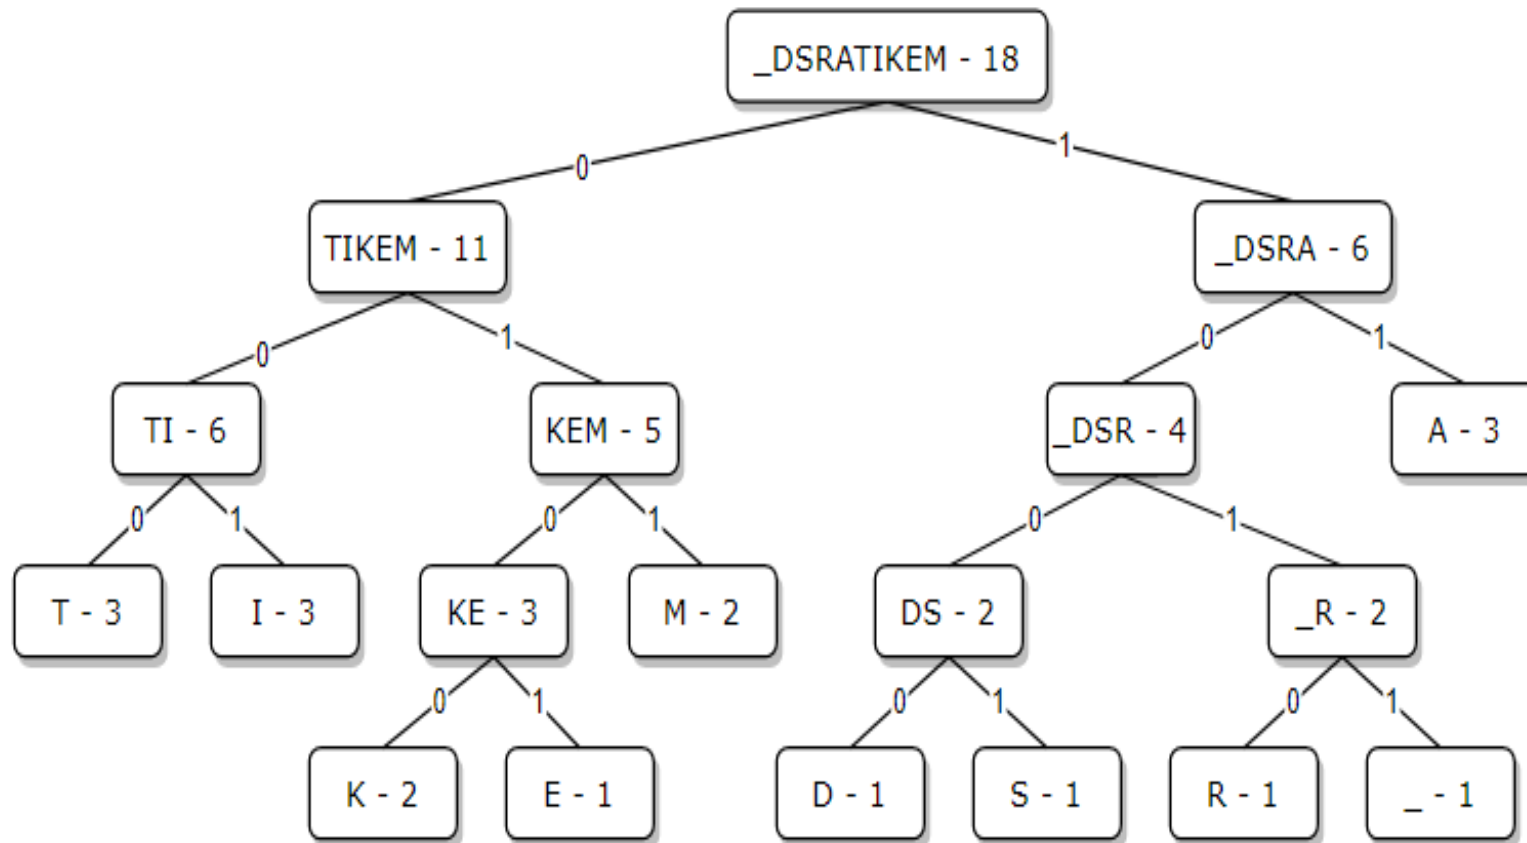 _DSRATIKEM - 18
0 1
TIKEM - 11 _DSRA - 6
0 1 0 1
TI - 6 KEM - 5 _DSR - 4 A - 3
0 1 0 1 0 1
T - 3 I - 3 KE - 3 M - 2 DS - 2 _R - 2
0 1 0 1 0 1
K - 2 E - 1 D - 1 S - 1 R - 1 _ - 1